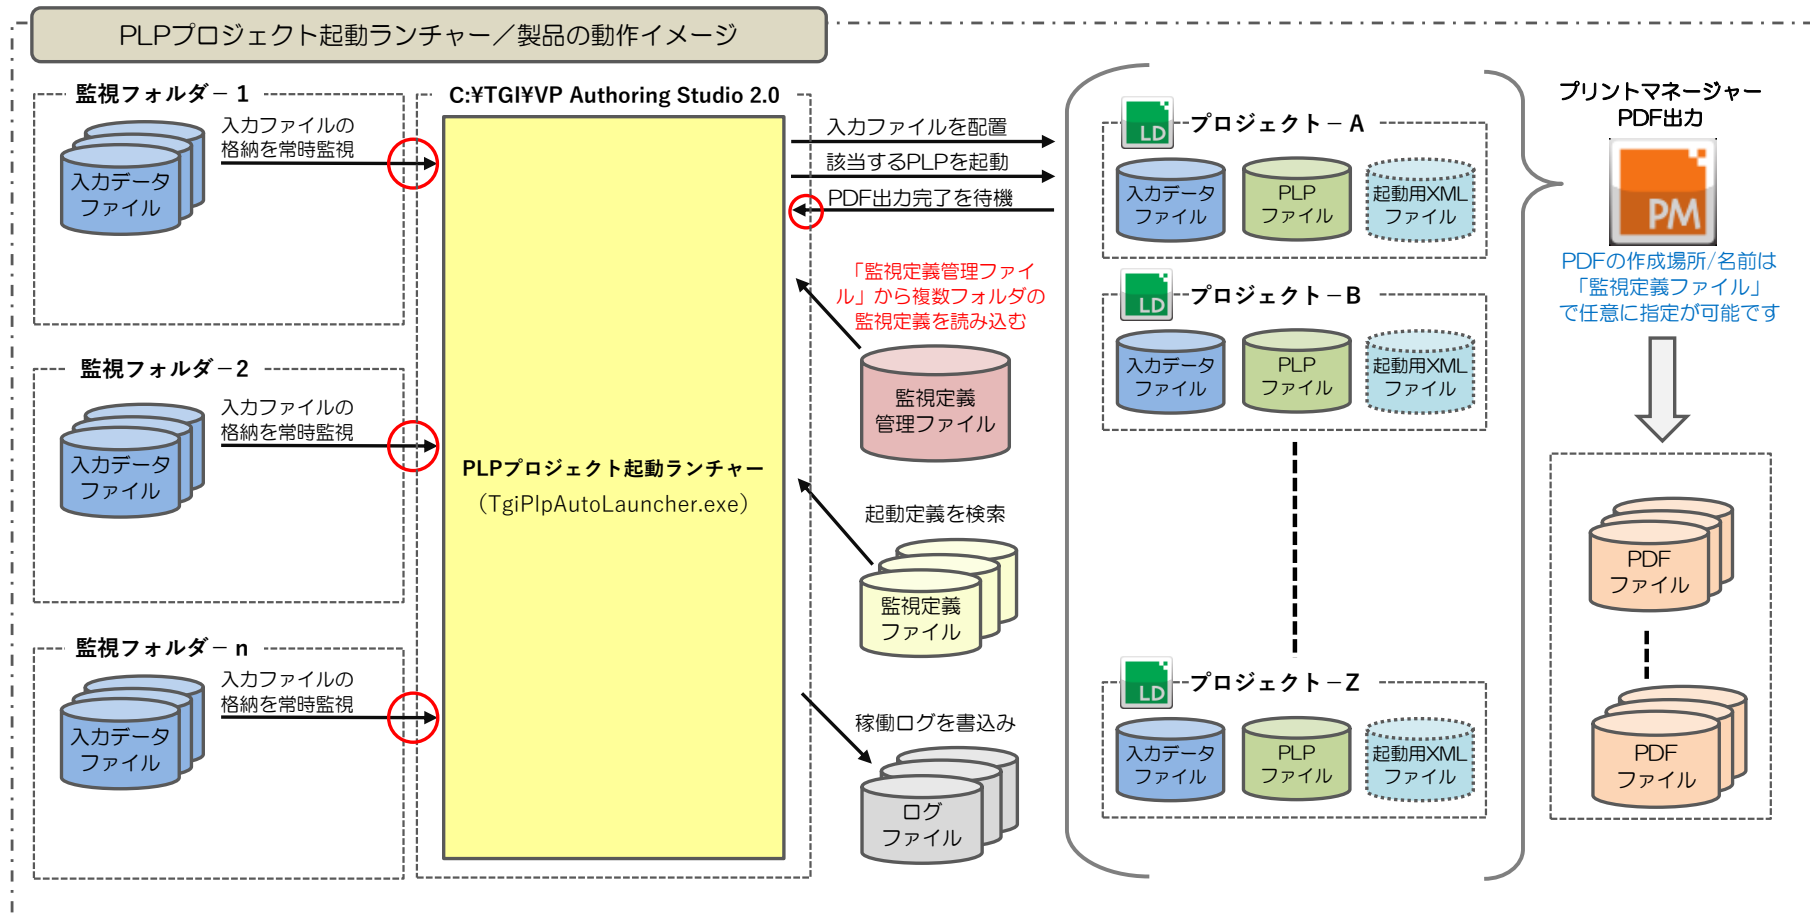 PLPプロジェクト起動ランチャー／製品の動作イメージ
監視フォルダ－1
入力ファイルの
格納を常時監視
入力データ
ファイル
監視フォルダ－2
入力ファイルの
格納を常時監視
入力データ
ファイル
監視フォルダ－n
入力ファイルの
格納を常時監視
入力データ
ファイル
C:¥TGI¥VP Authoring Studio 2.0
PLPプロジェクト起動ランチャー
（TgiPlpAutoLauncher.exe）
入力ファイルを配置
該当するPLPを起動
PDF出力完了を待機
「監視定義管理ファイ
ル」から複数フォルダの
監視定義を読み込む
監視定義
管理ファイル
起動定義を検索
監視定義
ファイル
稼働ログを書込み
ログ
ファイル
LD
プロジェクト－A
入力データ
ファイル
PLP
ファイル
起動用XML
ファイル
LD
プロジェクト－B
入力データ
ファイル
PLP
ファイル
起動用XML
ファイル
LD
プロジェクト－Z
入力データ
ファイル
PLP
ファイル
起動用XML
ファイル
プリントマネージャー
PDF出力
PM
PDFの作成場所/名前は
「監視定義ファイル」
で任意に指定が可能です
PDF
ファイル
PDF
ファイル